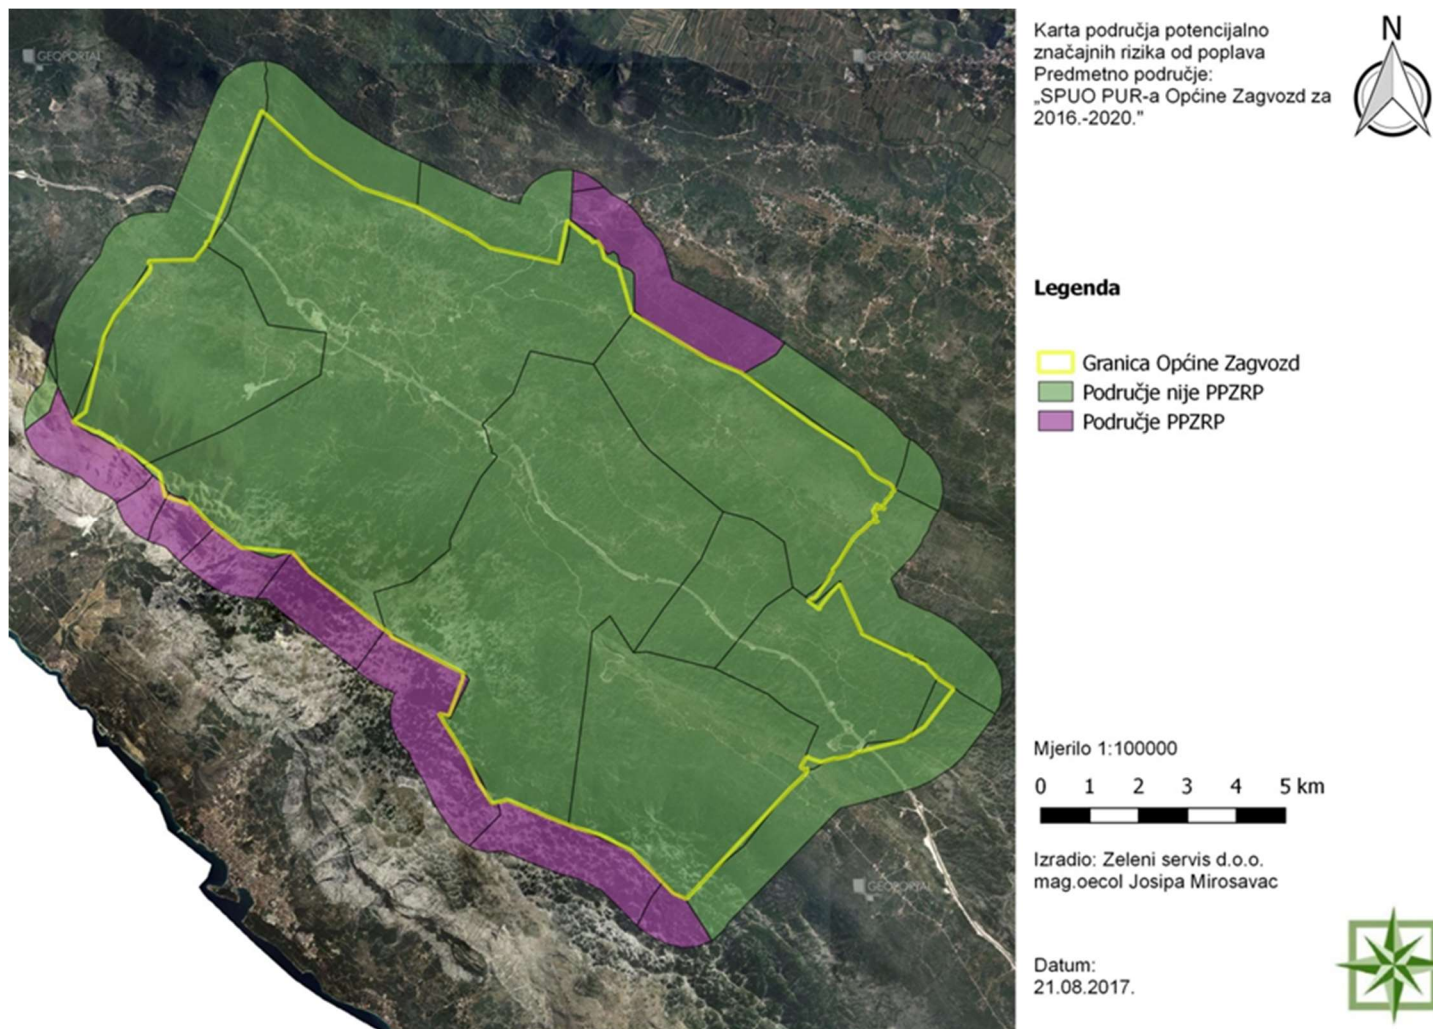 GEOPORTAL
GEOPORTAL
Karta područja potencijalno
značajnih rizika od poplava
Predmetno područje:
„SPUO PUR-a Općine Zagvozd za
2016.-2020."
N
Legenda
Granica Općine Zagvozd
Područje nije PPZRP
Područje PPZRP
Mjerilo 1:100000
0 1 2 3 4 5 km
Izradio: Zeleni servis d.o.o.
mag.oecol Josipa Mirosavac
GEOPORTAL
Datum:
21.08.2017.